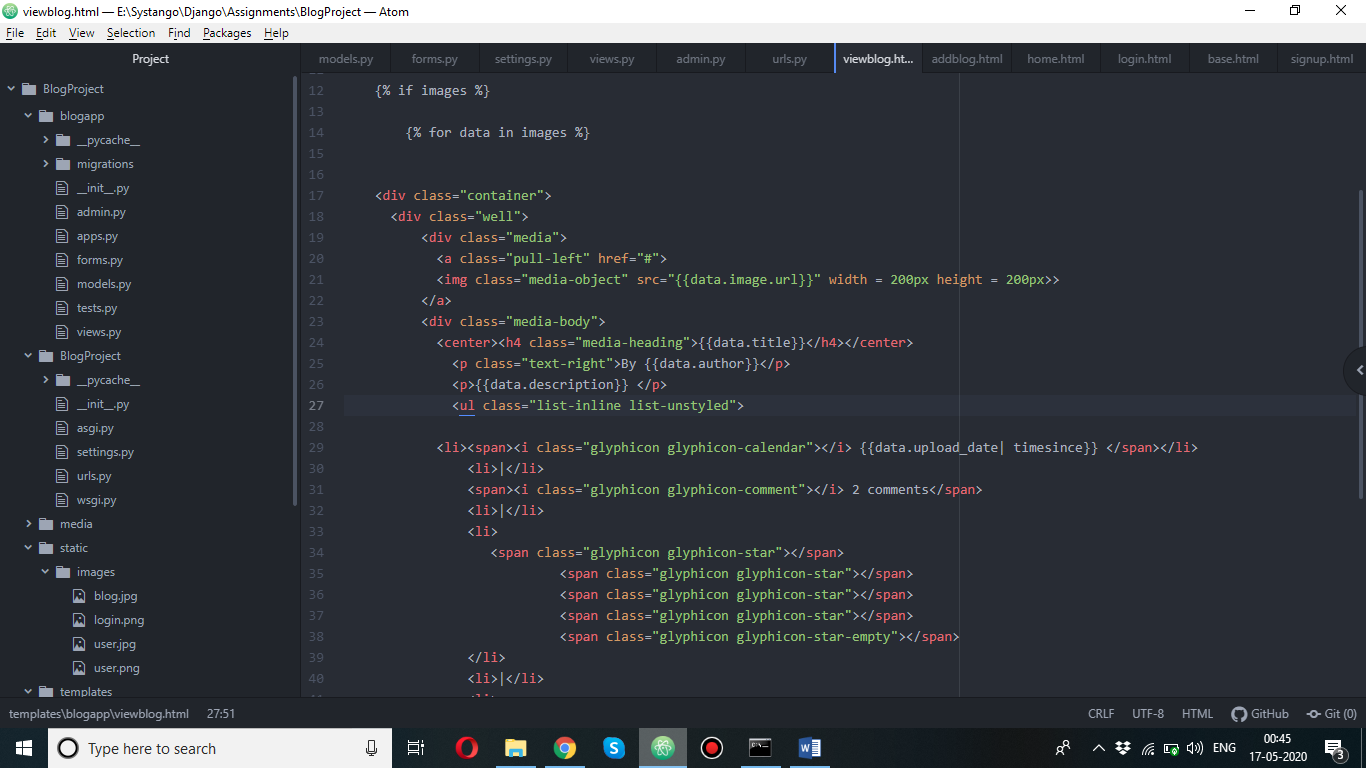 viewblog.html — E:\Systango\Django\Assignments\BlogProject — Atom
File Edit View Selection Find Packages Help
Project
models.py forms.py settings.py views.py admin.py urls.py viewblog.ht... addblog.html home.html login.html base.html signup.html
BlogProject
blogapp
__pycache__
migrations
__init__.py
admin.py
apps.py
forms.py
models.py
tests.py
views.py
BlogProject
__pycache__
__init__.py
asgi.py
settings.py
urls.py
wsgi.py
media
static
images
blog.jpg
login.png
user.jpg
user.png
templates
12 {% if images %}
13
14 {% for data in images %}
15
16
17 <div class="container">
18 <div class="well">
19 <div class="media">
20 <a class="pull-left" href="#">
21 <img class="media-object" src="{{data.image.url}}" width = 200px height = 200px>>
22 </a>
23 <div class="media-body">
24 <center><h4 class="media-heading">{{data.title}}</h4></center>
25 <p class="text-right">By {{data.author}}</p>
26 <p>{{data.description}} </p>
27 <ul class="list-inline list-unstyled">
28
29 <li><span><i class="glyphicon glyphicon-calendar"></i> {{data.upload_date| timesince}} </span></li>
30 <li>|</li>
31 <span><i class="glyphicon glyphicon-comment"></i> 2 comments</span>
32 <li>|</li>
33 <li>
34 <span class="glyphicon glyphicon-star"></span>
35 <span class="glyphicon glyphicon-star"></span>
36 <span class="glyphicon glyphicon-star"></span>
37 <span class="glyphicon glyphicon-star"></span>
38 <span class="glyphicon glyphicon-star-empty"></span>
39 </li>
40 <li>|</li>
templates\blogapp\viewblog.html 27:51 CRLF UTF-8 HTML GitHub Git (0)
Type here to search
ENG
00:45
17-05-2020
3